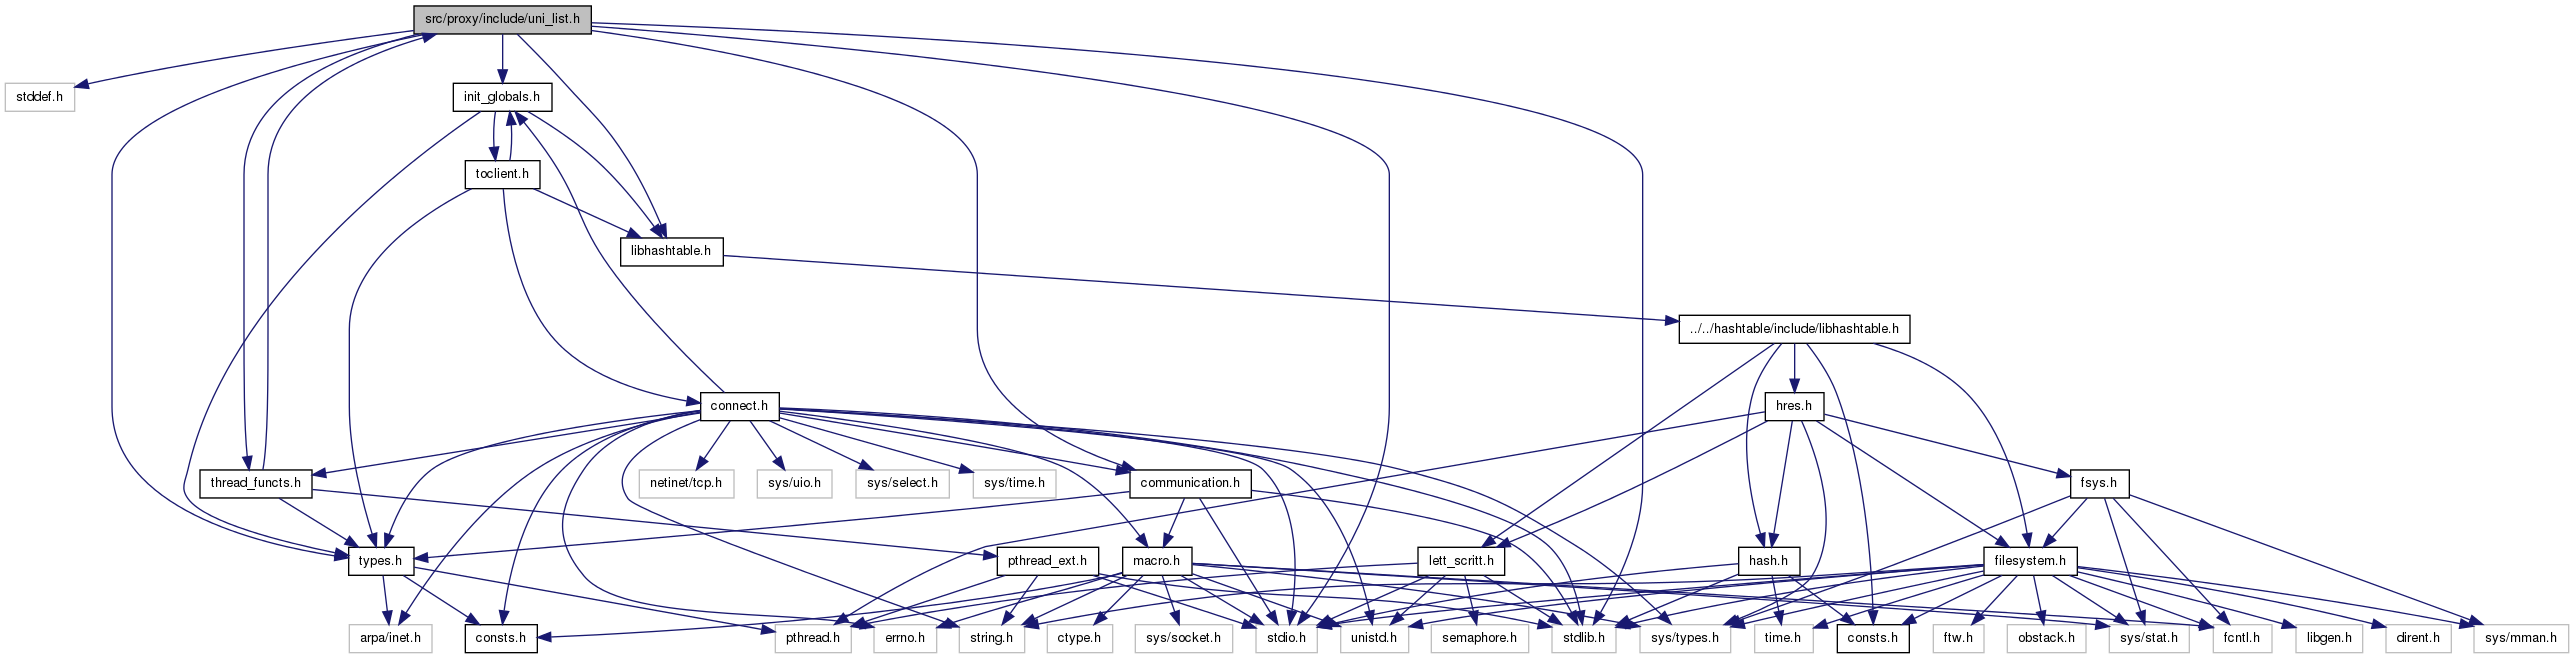 src/proxy/include/uni_list.h
stddef.h
init_globals.h
toclient.h
libhashtable.h
../../hashtable/include/libhashtable.h
connect.h
hres.h
thread_functs.h
netinet/tcp.h
sys/uio.h
sys/select.h
sys/time.h
communication.h
fsys.h
types.h
pthread_ext.h
macro.h
lett_scritt.h
hash.h
filesystem.h
arpa/inet.h
consts.h
pthread.h
errno.h
string.h
ctype.h
sys/socket.h
stdio.h
unistd.h
semaphore.h
stdlib.h
sys/types.h
time.h
consts.h
ftw.h
obstack.h
sys/stat.h
fcntl.h
libgen.h
dirent.h
sys/mman.h